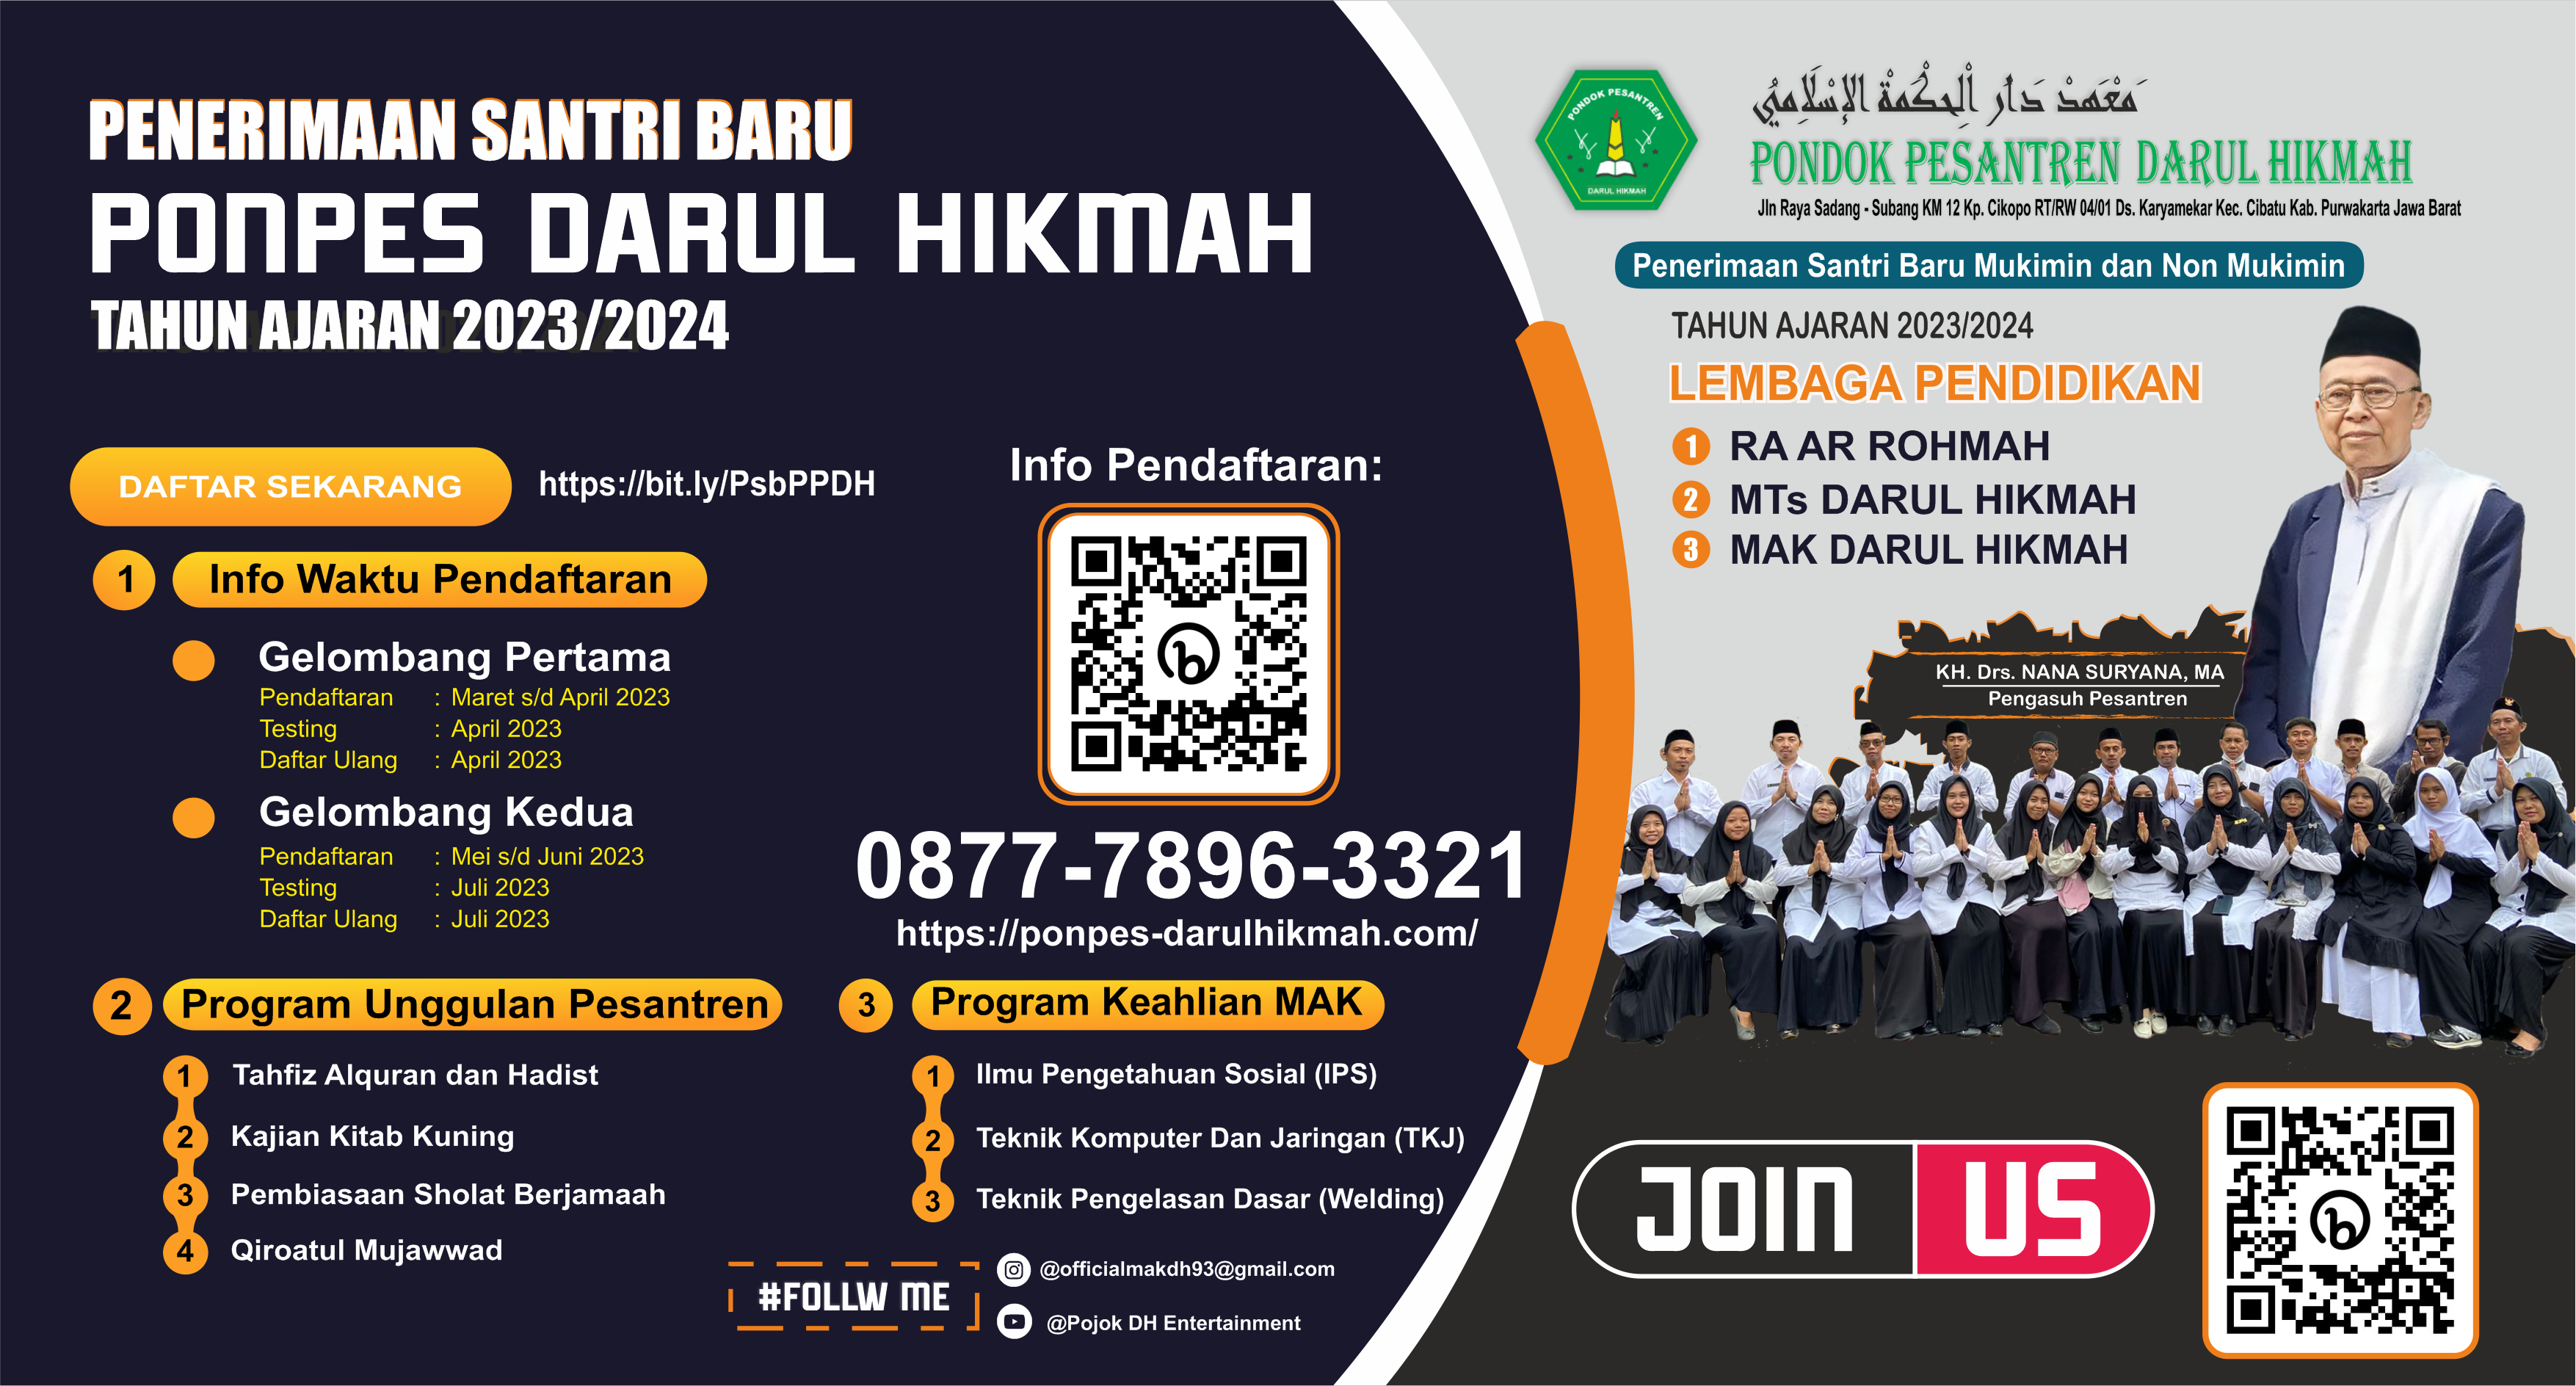 PENERIMAAN SANTRI BARU
PONPES DARUL HIKMAH
TAHUN AJARAN 2023/2024
DAFTAR SEKARANG
https://bit.ly/PsbPPDH
1 Info Waktu Pendaftaran
Gelombang Pertama
Pendaftaran : Maret s/d April 2023
Testing : April 2023
Daftar Ulang : April 2023
Gelombang Kedua
Pendaftaran : Mei s/d Juni 2023
Testing : Juli 2023
Daftar Ulang : Juli 2023
Info Pendaftaran:
0877-7896-3321
https://ponpes-darulhikmah.com/
2 Program Unggulan Pesantren
1 Tahfiz Alquran dan Hadist
2 Kajian Kitab Kuning
3 Pembiasaan Sholat Berjamaah
4 Qiroatul Mujawwad
3 Program Keahlian MAK
1 Ilmu Pengetahuan Sosial (IPS)
2 Teknik Komputer Dan Jaringan (TKJ)
3 Teknik Pengelasan Dasar (Welding)
#FOLLW ME
@officialmakdh93@gmail.com
@Pojok DH Entertainment
PONDOK PESANTREN
DARUL HIKMAH
مَعْهَدْ دَارُ الْحِكْمَةْ الإِسْلَامِيُ
PONDOK PESANTREN DARUL HIKMAH
Jln Raya Sadang - Subang KM 12 Kp. Cikopo RT/RW 04/01 Ds. Karyamekar Kec. Cibatu Kab. Purwakarta Jawa Barat
Penerimaan Santri Baru Mukimin dan Non Mukimin
TAHUN AJARAN 2023/2024
LEMBAGA PENDIDIKAN
1 RA AR ROHMAH
2 MTs DARUL HIKMAH
3 MAK DARUL HIKMAH
KH. Drs. NANA SURYANA, MA
Pengasuh Pesantren
JOIN US